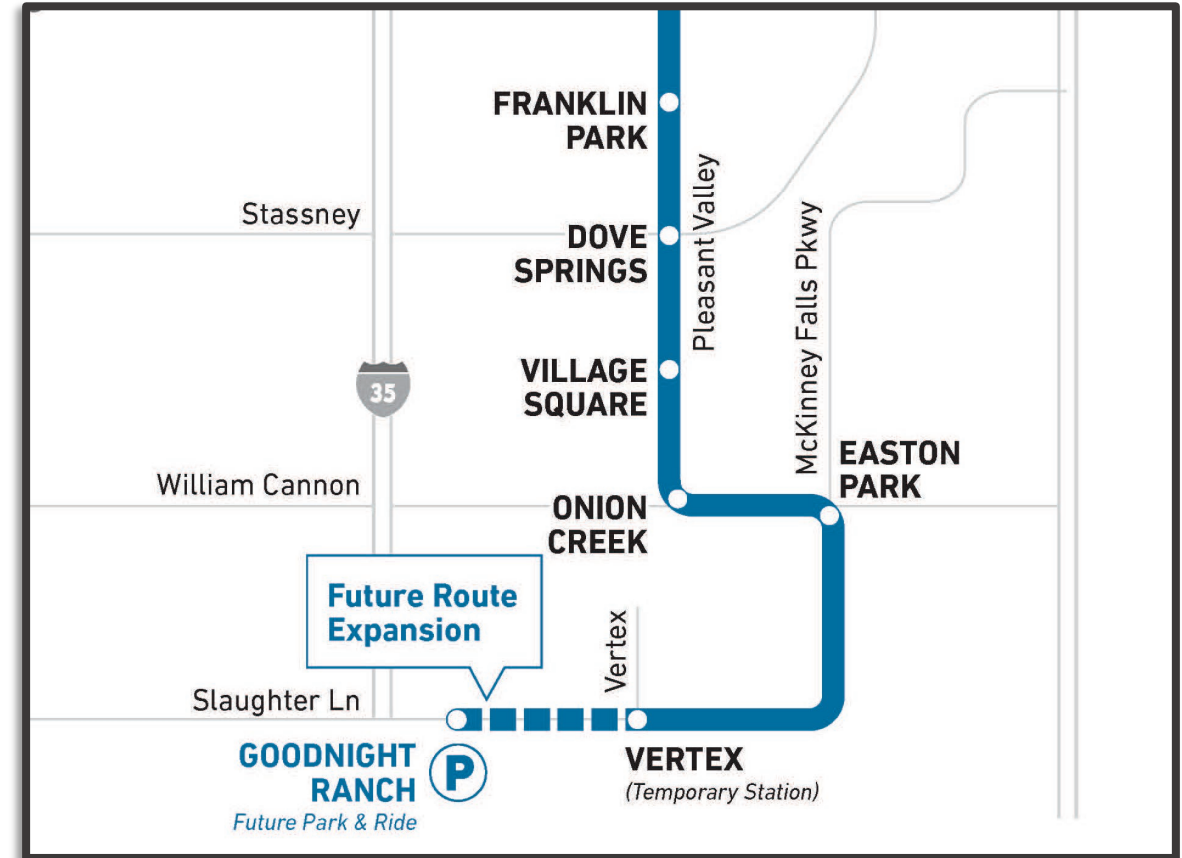 FRANKLIN
PARK
Pleasant Valley
Stassney
McKinney Falls Pkwy
DOVE
SPRINGS
VILLAGE
SQUARE
35
EASTON
PARK
William Cannon
ONION
CREEK
Future Route
Expansion
Vertex
Slaughter Ln
GOODNIGHT
RANCH
Future Park & Ride
P
VERTEX
(Temporary Station)